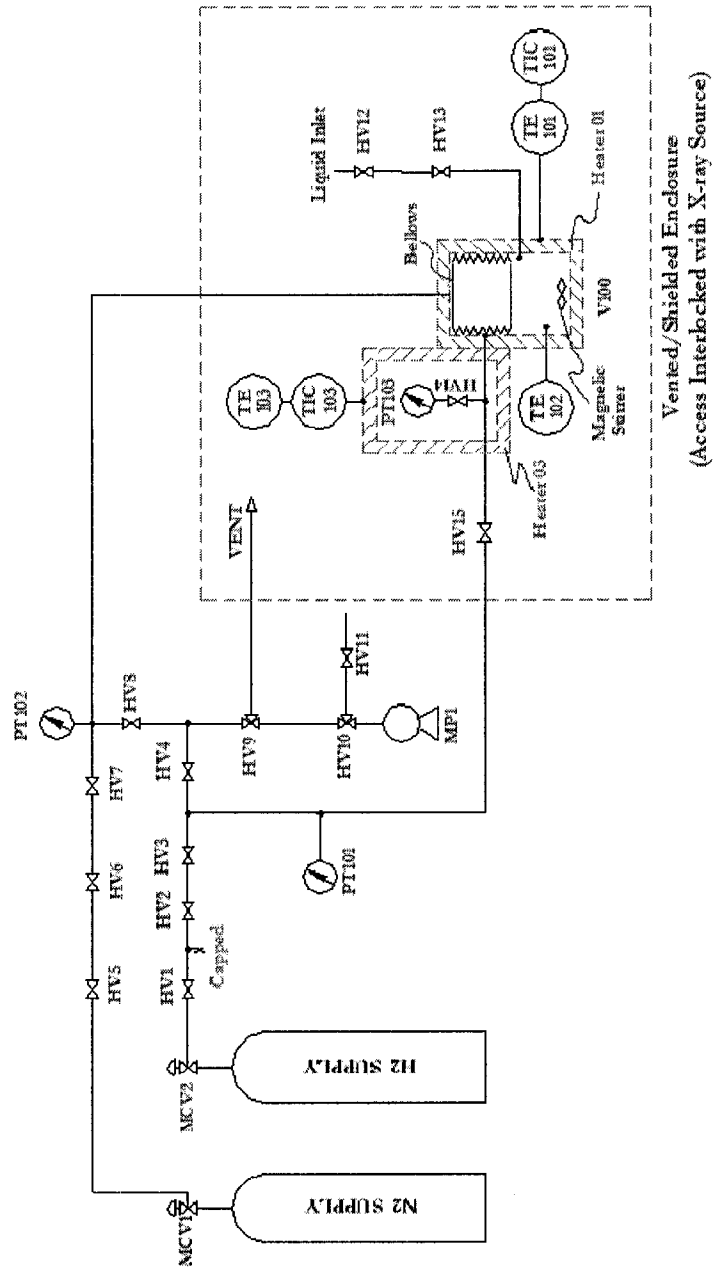 PT102
HV5
HV6
HV7
HV8
MCV1
MCV2
HV1
HV2
HV3
HV4
Capped
N2 SUPPLY
H2 SUPPLY
PT101
HV9
HV10
HV11
MP1
VENT
TE
103
TIC
103
PT103
HV14
HV15
Heater 03
TE
102
Magnetic
Stirrer
V100
Bellows
Liquid Inlet
HV12
HV13
TE
101
TIC
101
Heater 01
Vented/Shielded Enclosure
(Access Interlocked with X-ray Source)